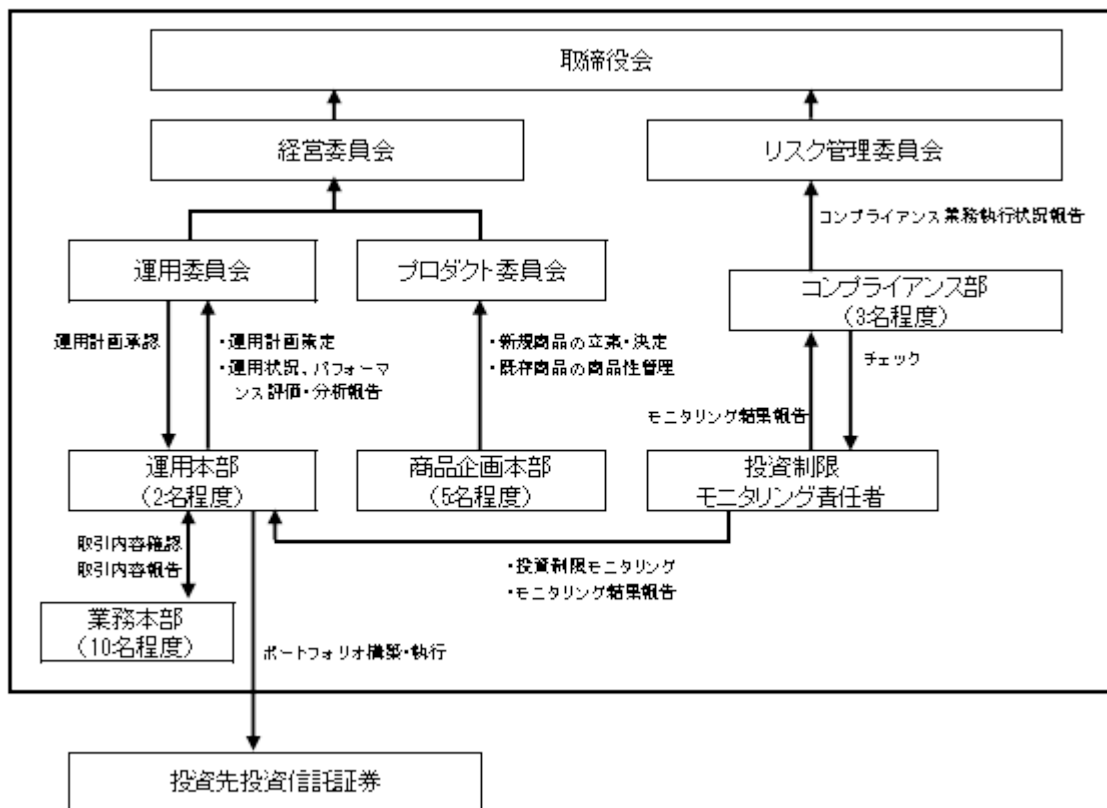 取締役会
経営委員会
リスク管理委員会
コンプライアンス業務執行状況報告
運用委員会
プロダクト委員会
コンプライアンス部
（3名程度）
運用計画承認
・運用計画策定
・運用状況、パフォーマ
ンス評価・分析報告
・新規商品の立案・決定
・既存商品の商品性管理
チェック
モニタリング結果報告
運用本部
（2名程度）
商品企画本部
（5名程度）
投資制限
モニタリング責任者
取引内容確認
取引内容報告
・投資制限モニタリング
・モニタリング結果報告
業務本部
（10名程度）
ポートフォリオ構築・執行
投資先投資信託証券